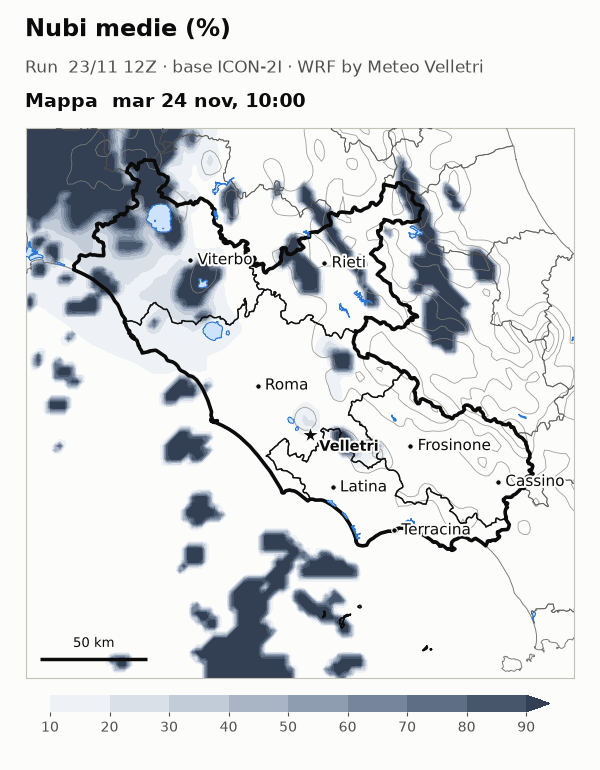 Nubi medie (%)
Run  23/11 12Z · base ICON-2I · WRF by Meteo Velletri
Mappa  mar 24 nov, 10:00
Viterbo
Rieti
Roma
Velletri
Frosinone
Latina
Cassino
Terracina
50 km
10 20 30 40 50 60 70 80 90